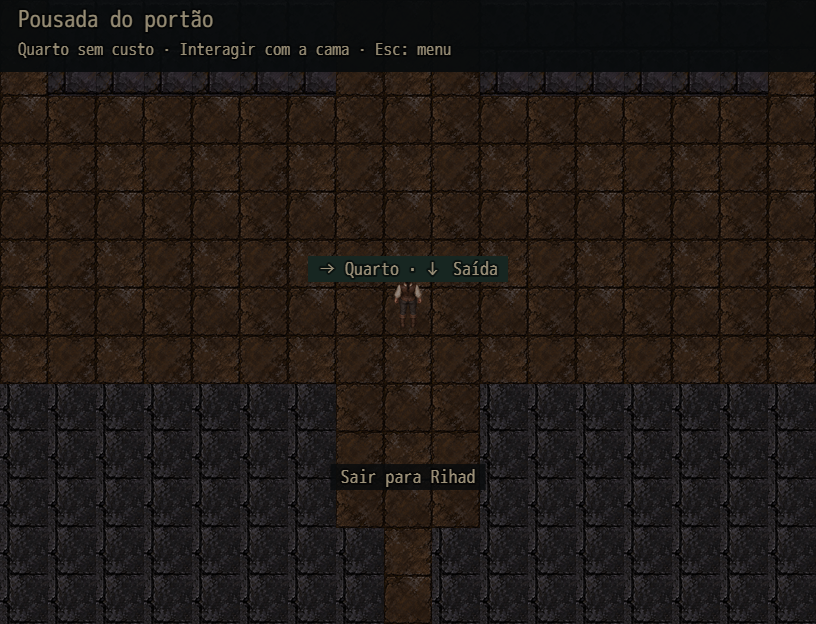 Pousada do portão
Quarto sem custo · Interagir com a cama · Esc: menu
→ Quarto · ↓ Saída
Sair para Rihad